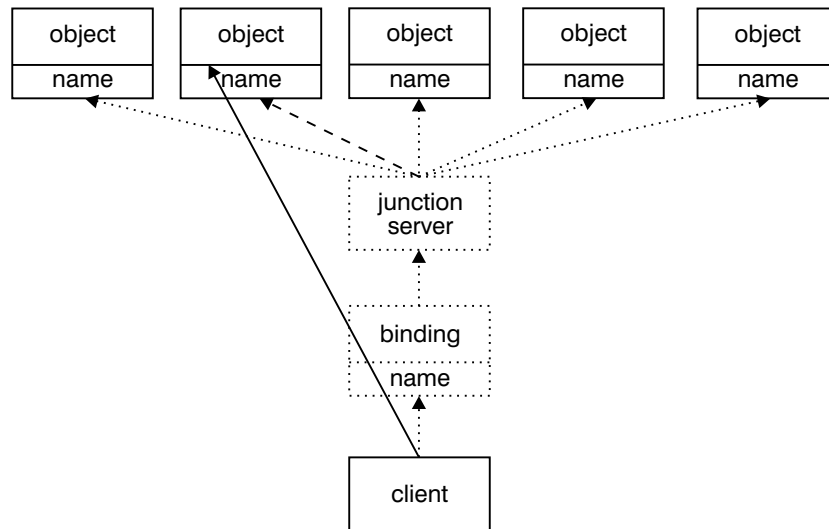 object object object object object
name name name name name
junction
server
binding
name
client